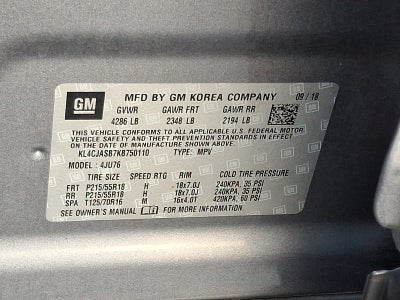 GM
MFD BY GM KOREA COMPANY 09 / 18
GVWR GAWR FRT GAWR RR
4286 LB 2348 LB 2194 LB
THIS VEHICLE CONFORMS TO ALL APPLICABLE U.S. FEDERAL MOTOR
VEHICLE SAFETY AND THEFT PREVENTION STANDARDS IN EFFECT
ON THE DATE OF MANUFACTURE SHOWN ABOVE.
KL4CJASB7KB750110 TYPE: MPV
MODEL : 4JU76
TIRE SIZE SPEED RTG RIM COLD TIRE PRESSURE
FRT P215/55R18 H 18x7.0J 240KPA, 35 PSI
RR P215/55R18 H 18x7.0J 240KPA, 35 PSI
SPA T125/70R16 M 16x4.0T 420KPA, 60 PSI
SEE OWNER'S MANUAL FOR MORE INFORMATION.